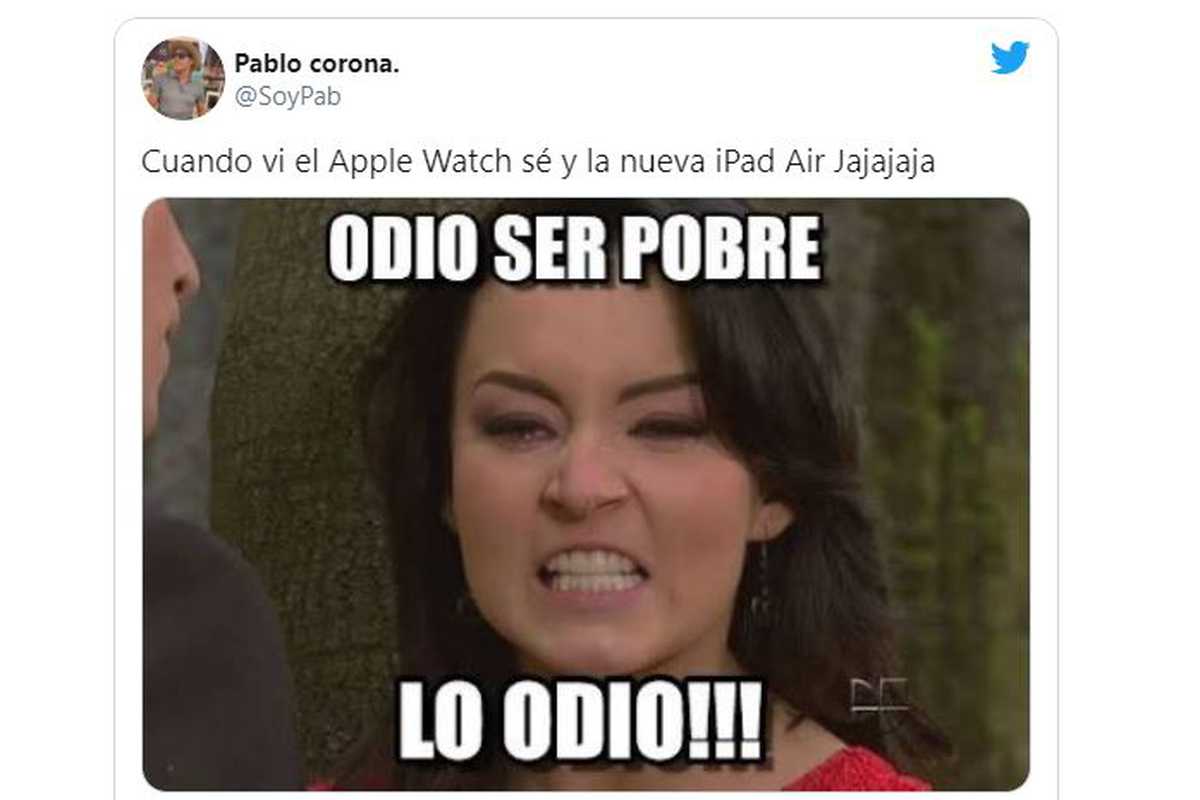 Pablo corona.
@SoyPab
Cuando vi el Apple Watch sé y la nueva iPad Air Jajajaja
ODIO SER POBRE
LO ODIO!!!